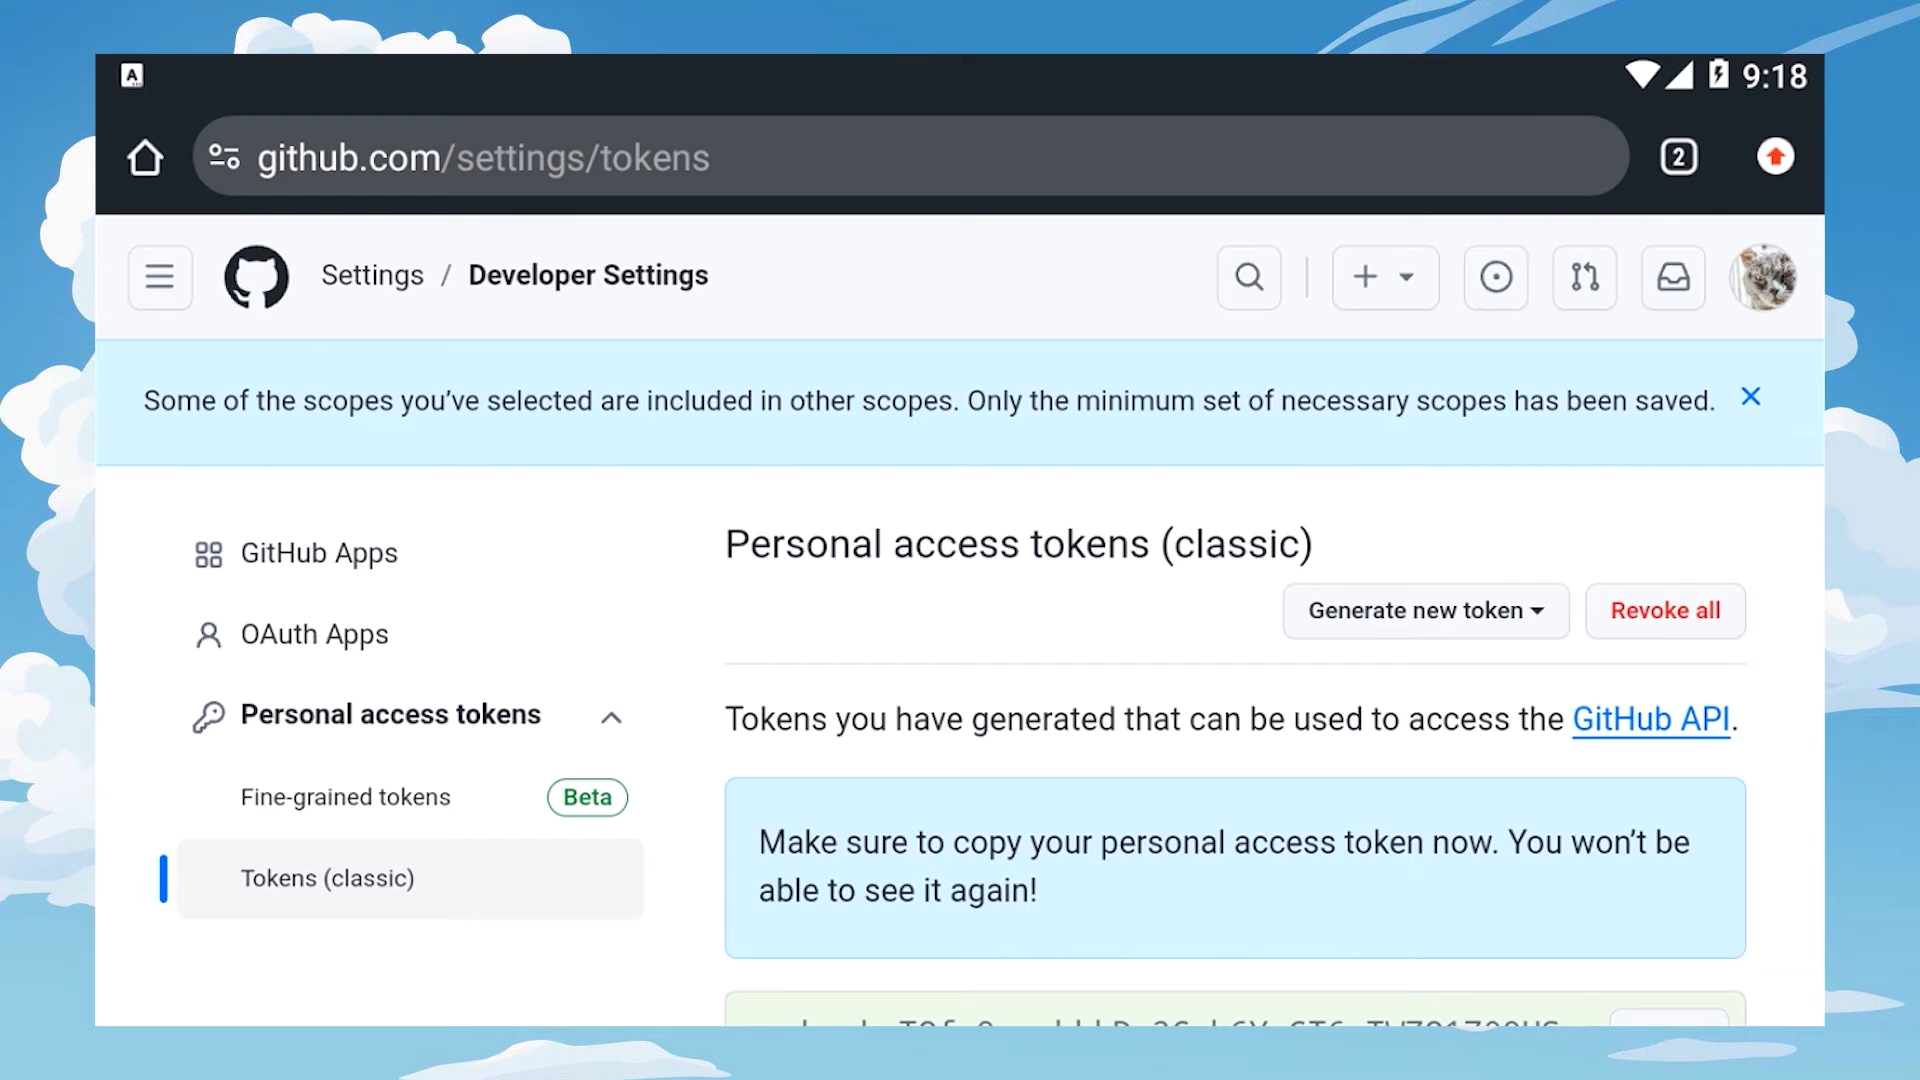 A
9:18
github.com/settings/tokens
2
Settings / Developer Settings
Some of the scopes you’ve selected are included in other scopes. Only the minimum set of necessary scopes has been saved.
GitHub Apps
OAuth Apps
Personal access tokens
Fine-grained tokens
Beta
Tokens (classic)
Personal access tokens (classic)
Generate new token
Revoke all
Tokens you have generated that can be used to access the GitHub API.
Make sure to copy your personal access token now. You won’t be
able to see it again!